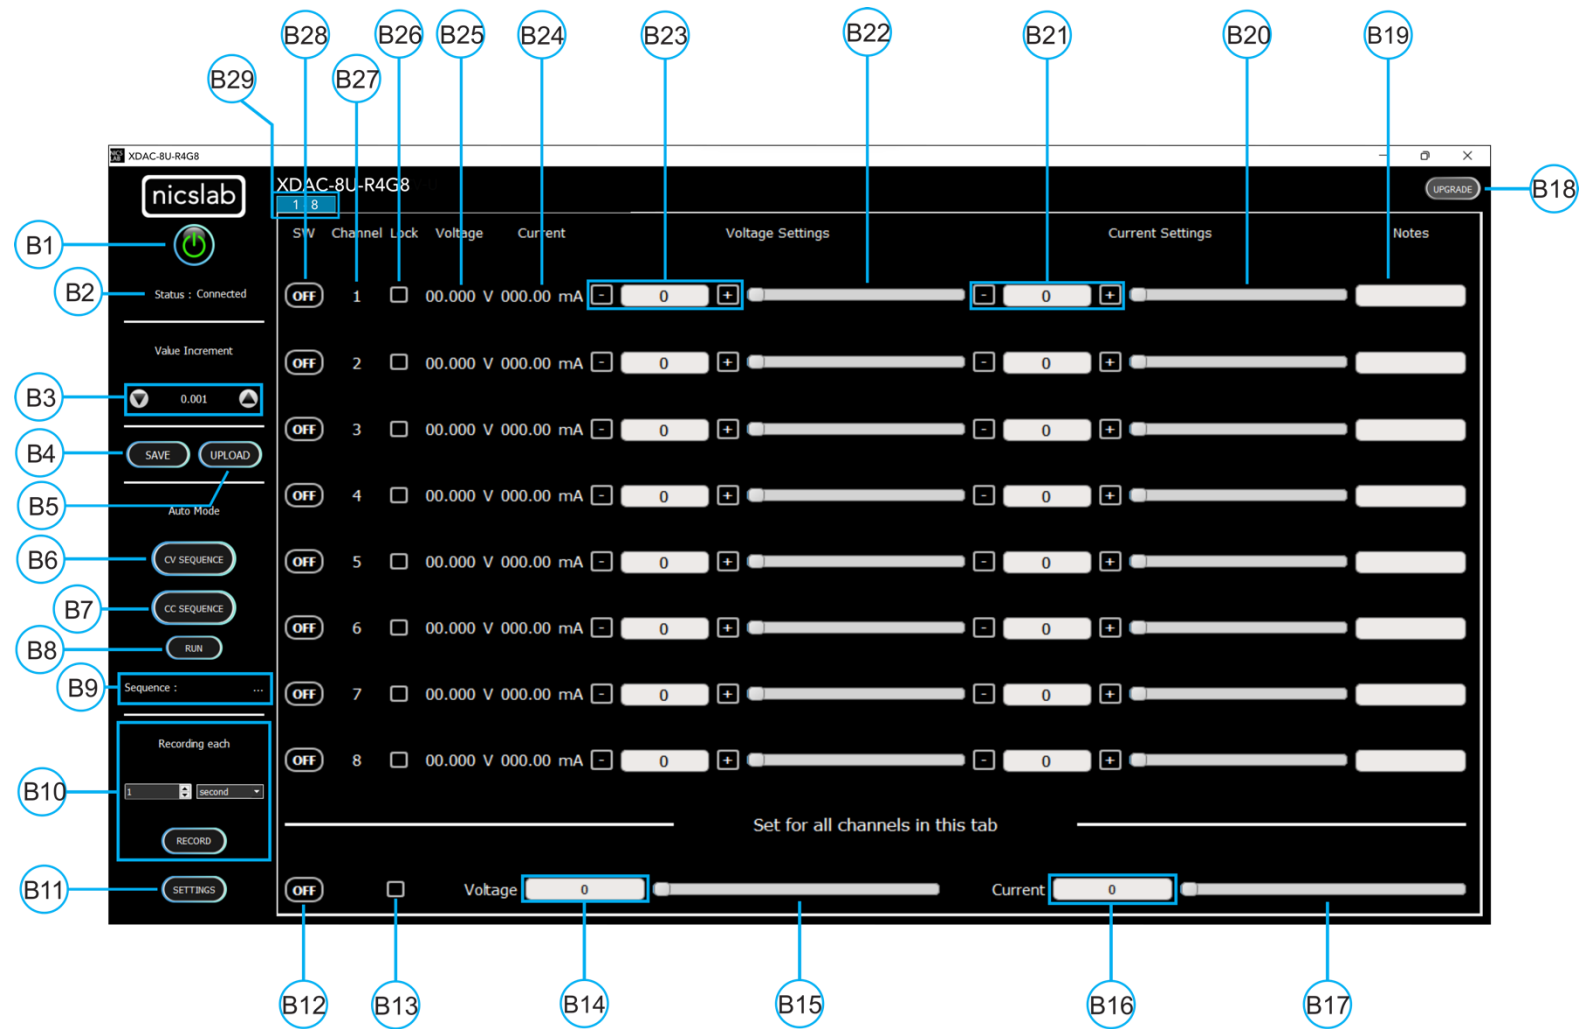 B28 B26 B25 B24 B23 B22 B21 B20 B19
B29 B27
NICS LAB XDAC-8U-R4G8
nicslab XDAC-8U-R4G8 UPGRADE B18
1 8
B1 SW Channel Lock Voltage Current Voltage Settings Current Settings Notes
B2 Status : Connected OFF 1 00.000 V 000.00 mA - 0 + - 0 +
Value Increment OFF 2 00.000 V 000.00 mA - 0 + - 0 +
B3 0.001
OFF 3 00.000 V 000.00 mA - 0 + - 0 +
B4 SAVE UPLOAD
B5 OFF 4 00.000 V 000.00 mA - 0 + - 0 +
Auto Mode
B6 CV SEQUENCE OFF 5 00.000 V 000.00 mA - 0 + - 0 +
B7 CC SEQUENCE
OFF 6 00.000 V 000.00 mA - 0 + - 0 +
B8 RUN
B9 Sequence : ... OFF 7 00.000 V 000.00 mA - 0 + - 0 +
Recording each
OFF 8 00.000 V 000.00 mA - 0 + - 0 +
B10 1 second
Set for all channels in this tab
RECORD
B11 SETTINGS OFF Voltage 0 Current 0
B12 B13 B14 B15 B16 B17